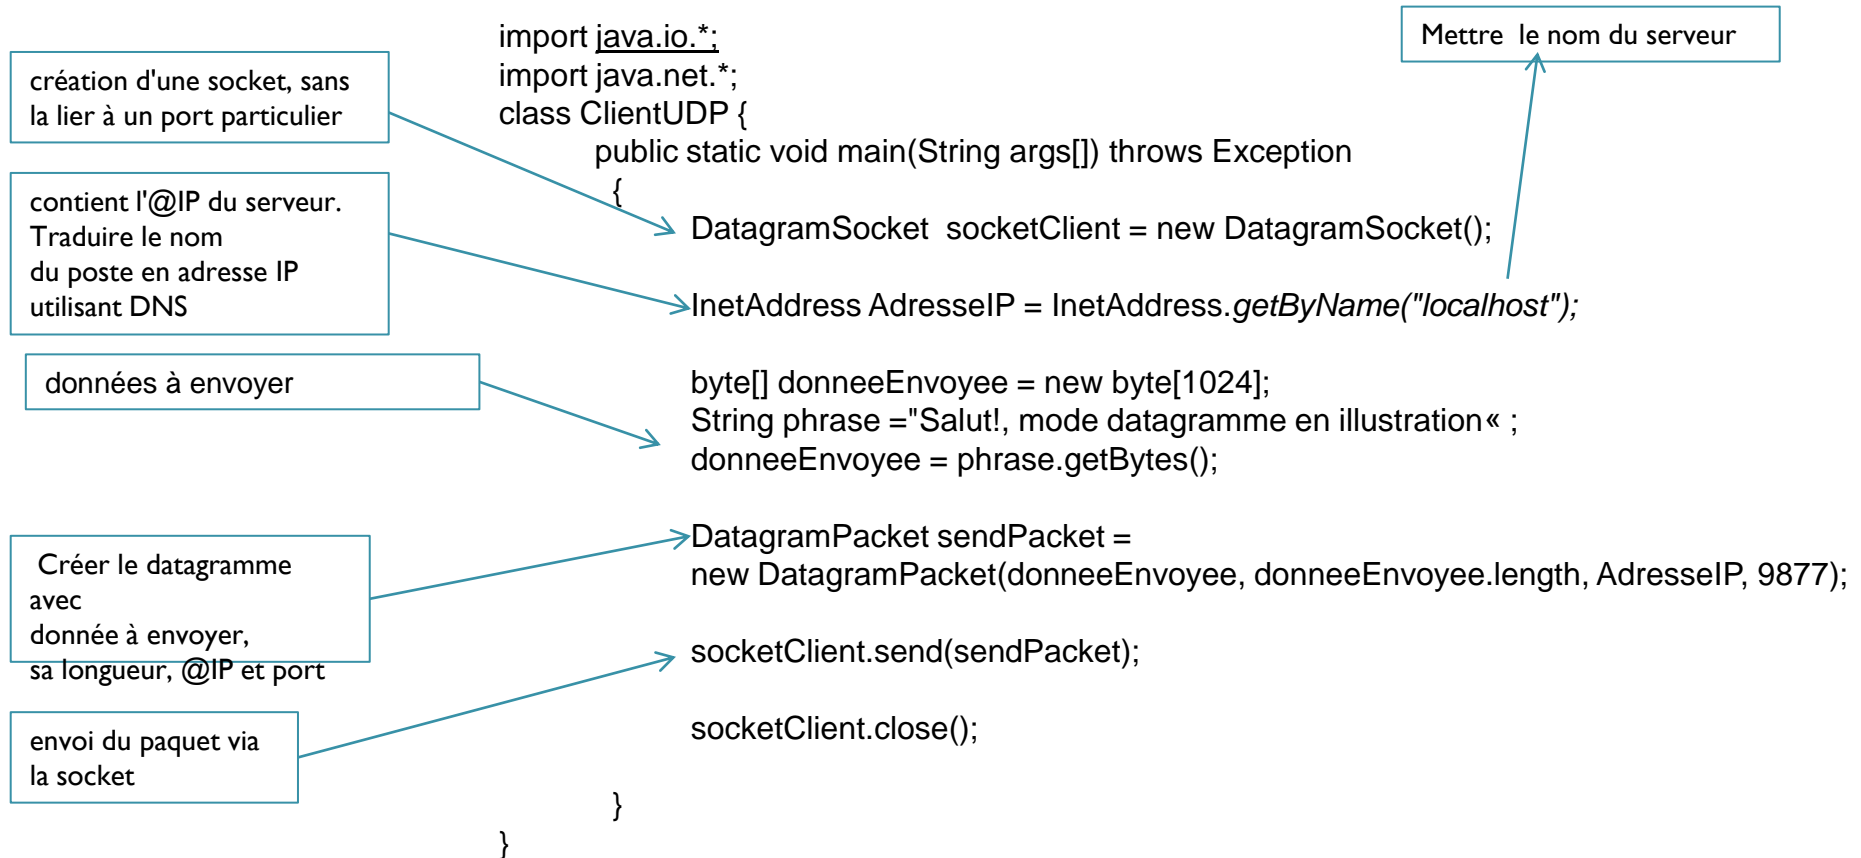 import java.io.*;
import java.net.*;
class ClientUDP {
public static void main(String args[]) throws Exception
{
DatagramSocket  socketClient = new DatagramSocket();
InetAddress AdresseIP = InetAddress.getByName("localhost");
byte[] donneeEnvoyee = new byte[1024];
String phrase ="Salut!, mode datagramme en illustration« ;
donneeEnvoyee = phrase.getBytes();
DatagramPacket sendPacket =
new DatagramPacket(donneeEnvoyee, donneeEnvoyee.length, AdresseIP, 9877);
socketClient.send(sendPacket);
socketClient.close();
}
}
Mettre  le nom du serveur
création d'une socket, sans
la lier à un port particulier
contient l'@IP du serveur.
Traduire le nom
du poste en adresse IP
utilisant DNS
données à envoyer
Créer le datagramme
avec
donnée à envoyer,
sa longueur, @IP et port
envoi du paquet via
la socket